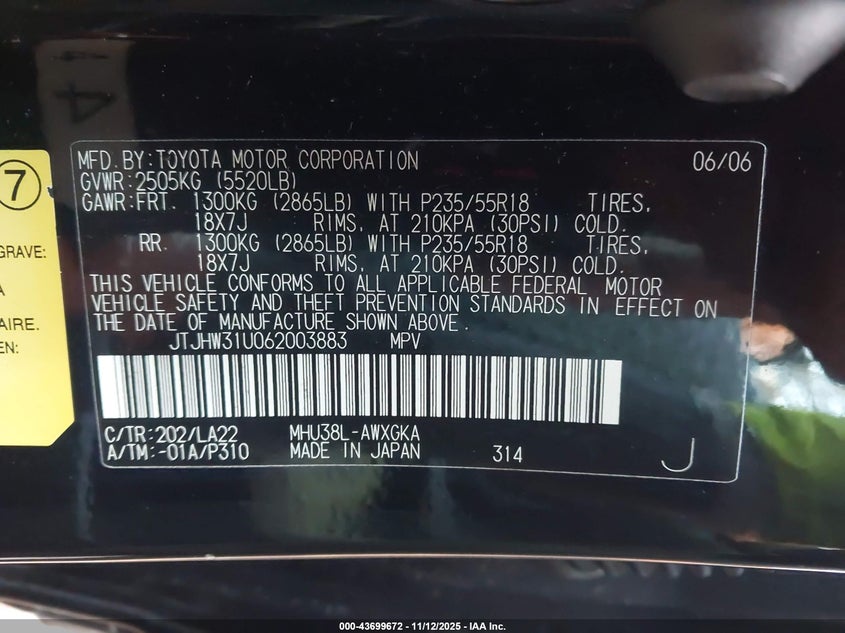 7
GRAVE:
A
AIRE.
EN:
MFD.BY:TOYOTA MOTOR CORPORATION 06/06
GVWR:2505KG (5520LB)
GAWR:FRT. 1300KG (2865LB) WITH P235/55R18 TIRES,
18X7J RIMS, AT 210KPA (30PSI) COLD.
RR. 1300KG (2865LB) WITH P235/55R18 TIRES,
18X7J RIMS, AT 210KPA (30PSI) COLD.
THIS VEHICLE CONFORMS TO ALL APPLICABLE FEDERAL MOTOR
VEHICLE SAFETY AND THEFT PREVENTION STANDARDS IN EFFECT ON
THE DATE OF MANUFACTURE SHOWN ABOVE.
JTJHW31U062003883 MPV
C/TR:202/LA22 MHU38L-AWXGKA
A/TM:-01A/P310 MADE IN JAPAN 314 J
000-43699672 - 11/12/2025 - IAA Inc.